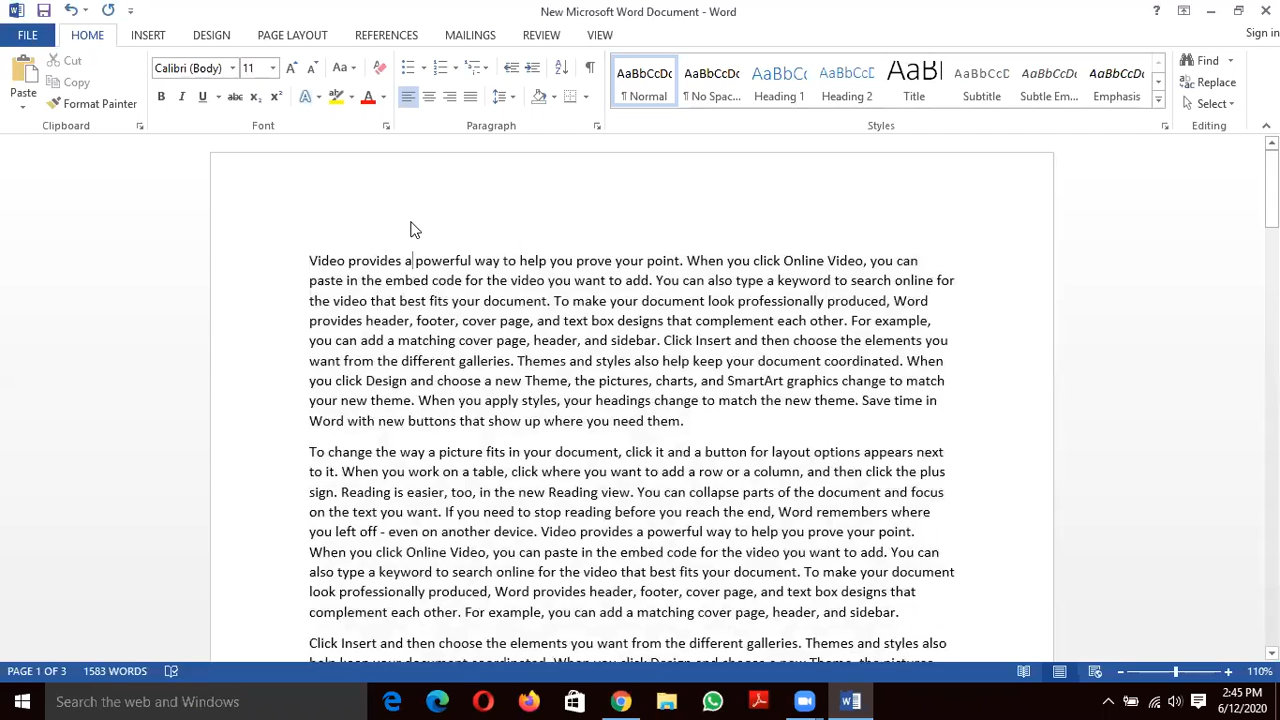 New Microsoft Word Document - Word
?
FILE HOME INSERT DESIGN PAGE LAYOUT REFERENCES MAILINGS REVIEW VIEW Sign in
Paste
Cut
Copy
Format Painter
Clipboard
Calibri (Body) 11 Aa
B I U abc x₂ x² A A
Font
Paragraph
AaBbCcDc AaBbCcDc AaBbCc AaBbCcC AaBl AaBbCcD AaBbCcDc AaBbCcDc
¶ Normal ¶ No Spac... Heading 1 Heading 2 Title Subtitle Subtle Em... Emphasis
Styles
Find
Replace
Select
Editing
Video provides a powerful way to help you prove your point. When you click Online Video, you can
paste in the embed code for the video you want to add. You can also type a keyword to search online for
the video that best fits your document. To make your document look professionally produced, Word
provides header, footer, cover page, and text box designs that complement each other. For example,
you can add a matching cover page, header, and sidebar. Click Insert and then choose the elements you
want from the different galleries. Themes and styles also help keep your document coordinated. When
you click Design and choose a new Theme, the pictures, charts, and SmartArt graphics change to match
your new theme. When you apply styles, your headings change to match the new theme. Save time in
Word with new buttons that show up where you need them.
To change the way a picture fits in your document, click it and a button for layout options appears next
to it. When you work on a table, click where you want to add a row or a column, and then click the plus
sign. Reading is easier, too, in the new Reading view. You can collapse parts of the document and focus
on the text you want. If you need to stop reading before you reach the end, Word remembers where
you left off - even on another device. Video provides a powerful way to help you prove your point.
When you click Online Video, you can paste in the embed code for the video you want to add. You can
also type a keyword to search online for the video that best fits your document. To make your document
look professionally produced, Word provides header, footer, cover page, and text box designs that
complement each other. For example, you can add a matching cover page, header, and sidebar.
Click Insert and then choose the elements you want from the different galleries. Themes and styles also
help keep your document coordinated. When you click Design and choose a new Theme, the pictures,
PAGE 1 OF 3 1583 WORDS 110%
Search the web and Windows
2:45 PM
6/12/2020